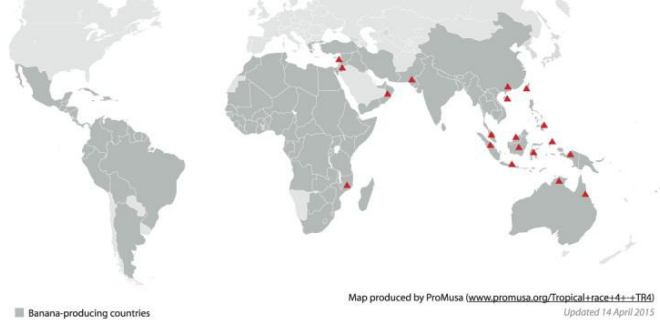 Map produced by ProMusa (www.promusa.org/Tropical+race+4+-+TR4)
Updated 14 April 2015
Banana-producing countries